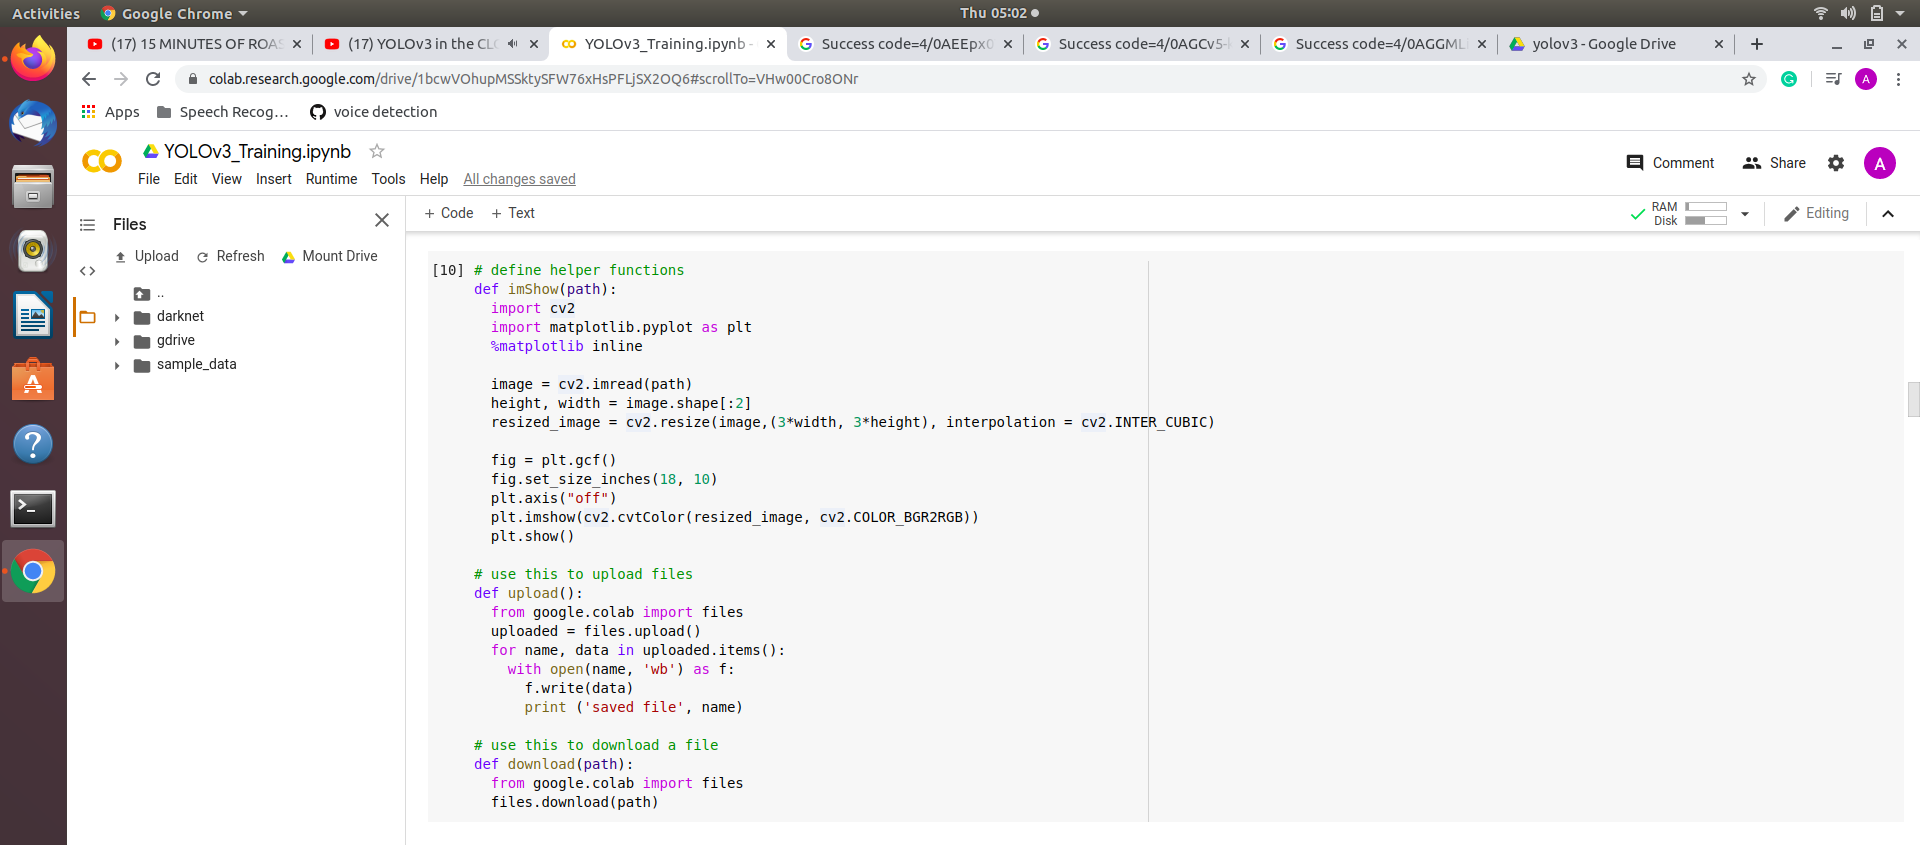 Activities Google Chrome Thu 05:02
(17) 15 MINUTES OF ROAS (17) YOLOv3 in the CLO YOLOv3_Training.ipynb - Success code=4/0AEEpx0 Success code=4/0AGCv5- Success code=4/0AGGML yolov3 - Google Drive
colab.research.google.com/drive/1bcwVOhupMSSktySFW76xHsPFLjSX2OQ6#scrollTo=VHw00Cro8ONr A
Apps Speech Recog... voice detection
YOLOv3_Training.ipynb
Comment Share A
File Edit View Insert Runtime Tools Help All changes saved
Files
+ Code + Text RAM Disk Editing
Upload Refresh Mount Drive
..
darknet
gdrive
sample_data
[10] # define helper functions
def imShow(path):
  import cv2
  import matplotlib.pyplot as plt
  %matplotlib inline
  image = cv2.imread(path)
  height, width = image.shape[:2]
  resized_image = cv2.resize(image,(3*width, 3*height), interpolation = cv2.INTER_CUBIC)
  fig = plt.gcf()
  fig.set_size_inches(18, 10)
  plt.axis("off")
  plt.imshow(cv2.cvtColor(resized_image, cv2.COLOR_BGR2RGB))
  plt.show()
# use this to upload files
def upload():
  from google.colab import files
  uploaded = files.upload()
  for name, data in uploaded.items():
    with open(name, 'wb') as f:
      f.write(data)
      print ('saved file', name)
# use this to download a file
def download(path):
  from google.colab import files
  files.download(path)